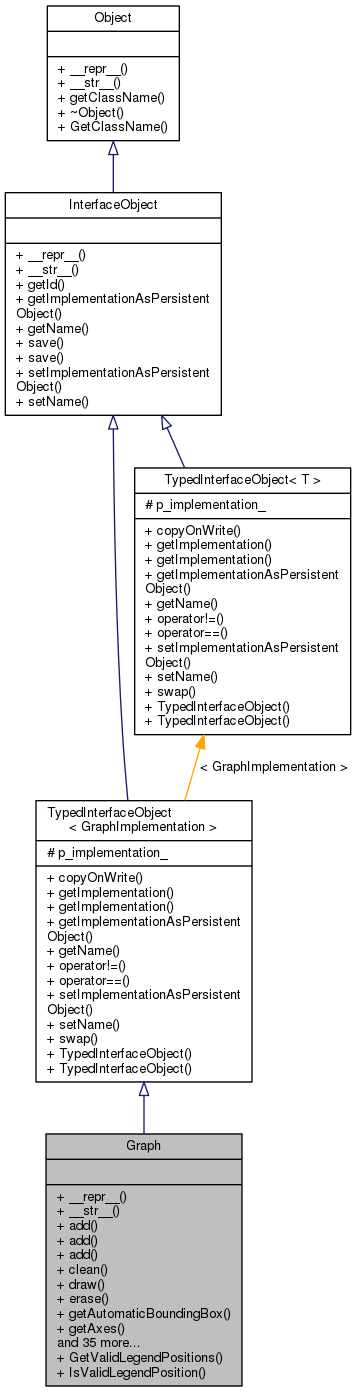 Object
+ __repr__()
+ __str__()
+ getClassName()
+ ~Object()
+ GetClassName()
InterfaceObject
+ __repr__()
+ __str__()
+ getId()
+ getImplementationAsPersistent
Object()
+ getName()
+ save()
+ save()
+ setImplementationAsPersistent
Object()
+ setName()
TypedInterfaceObject< T >
# p_implementation_
+ copyOnWrite()
+ getImplementation()
+ getImplementation()
+ getImplementationAsPersistent
Object()
+ getName()
+ operator!=()
+ operator==()
+ setImplementationAsPersistent
Object()
+ setName()
+ swap()
+ TypedInterfaceObject()
+ TypedInterfaceObject()
< GraphImplementation >
TypedInterfaceObject
< GraphImplementation >
# p_implementation_
+ copyOnWrite()
+ getImplementation()
+ getImplementation()
+ getImplementationAsPersistent
Object()
+ getName()
+ operator!=()
+ operator==()
+ setImplementationAsPersistent
Object()
+ setName()
+ swap()
+ TypedInterfaceObject()
+ TypedInterfaceObject()
Graph
+ __repr__()
+ __str__()
+ add()
+ add()
+ add()
+ clean()
+ draw()
+ erase()
+ getAutomaticBoundingBox()
+ getAxes()
and 35 more...
+ GetValidLegendPositions()
+ IsValidLegendPosition()